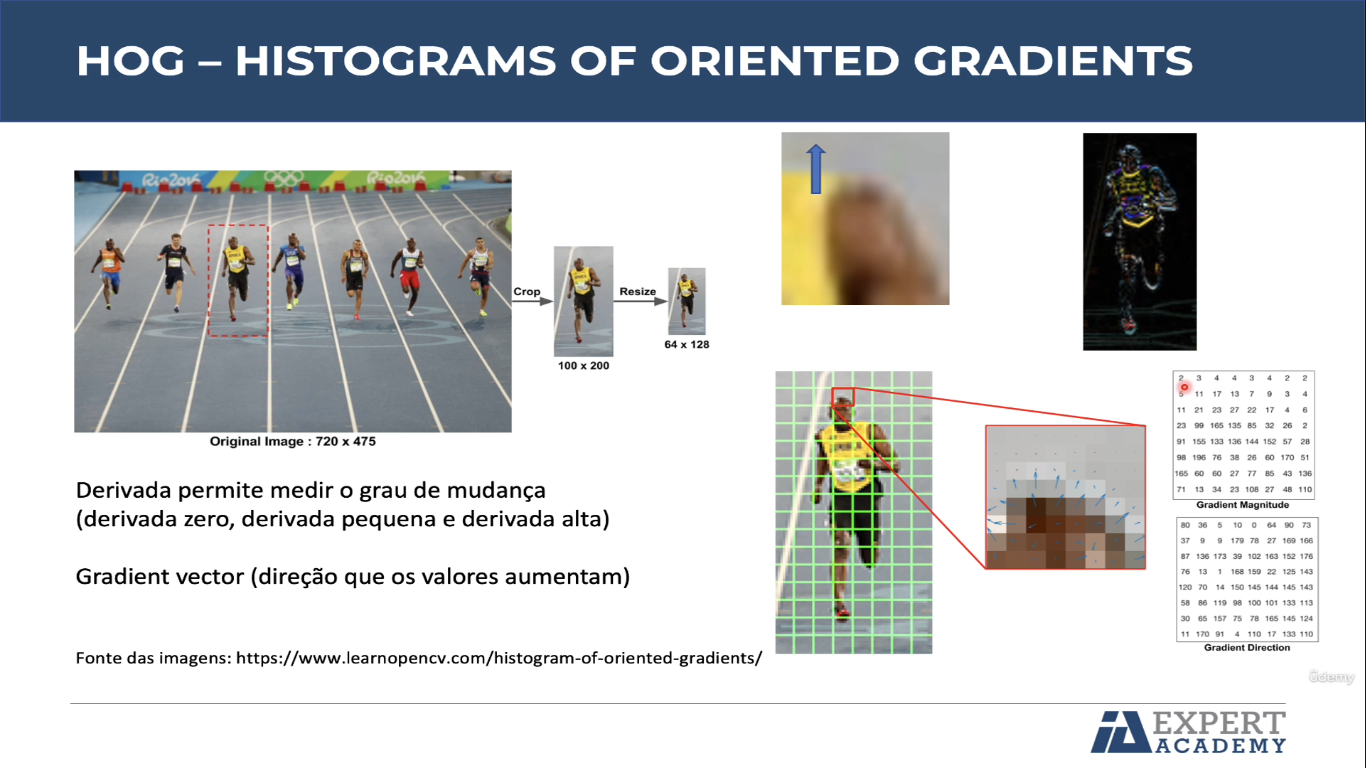 HOG – HISTOGRAMS OF ORIENTED GRADIENTS
Rio2016
Rio2016
Crop
Resize
64 x 128
100 x 200
Original Image : 720 x 475
Derivada permite medir o grau de mudança
(derivada zero, derivada pequena e derivada alta)
Gradient vector (direção que os valores aumentam)
Fonte das imagens: https://www.learnopencv.com/histogram-of-oriented-gradients/
2 3 4 4 3 4 2 2
5 11 17 13 7 9 3 4
11 21 23 27 22 17 4 6
23 99 165 135 85 32 26 2
91 155 133 136 144 152 57 28
98 196 76 38 26 60 170 51
165 60 60 27 77 85 43 136
71 13 34 23 108 27 48 110
Gradient Magnitude
80 36 5 10 0 64 90 73
37 9 9 179 78 27 169 166
87 136 173 39 102 163 152 176
76 13 1 168 159 22 125 143
120 70 14 150 145 144 145 143
58 86 119 98 100 101 133 113
30 65 157 75 78 165 145 124
11 170 91 4 110 17 133 110
Gradient Direction
ûdemy
IA EXPERT
ACADEMY